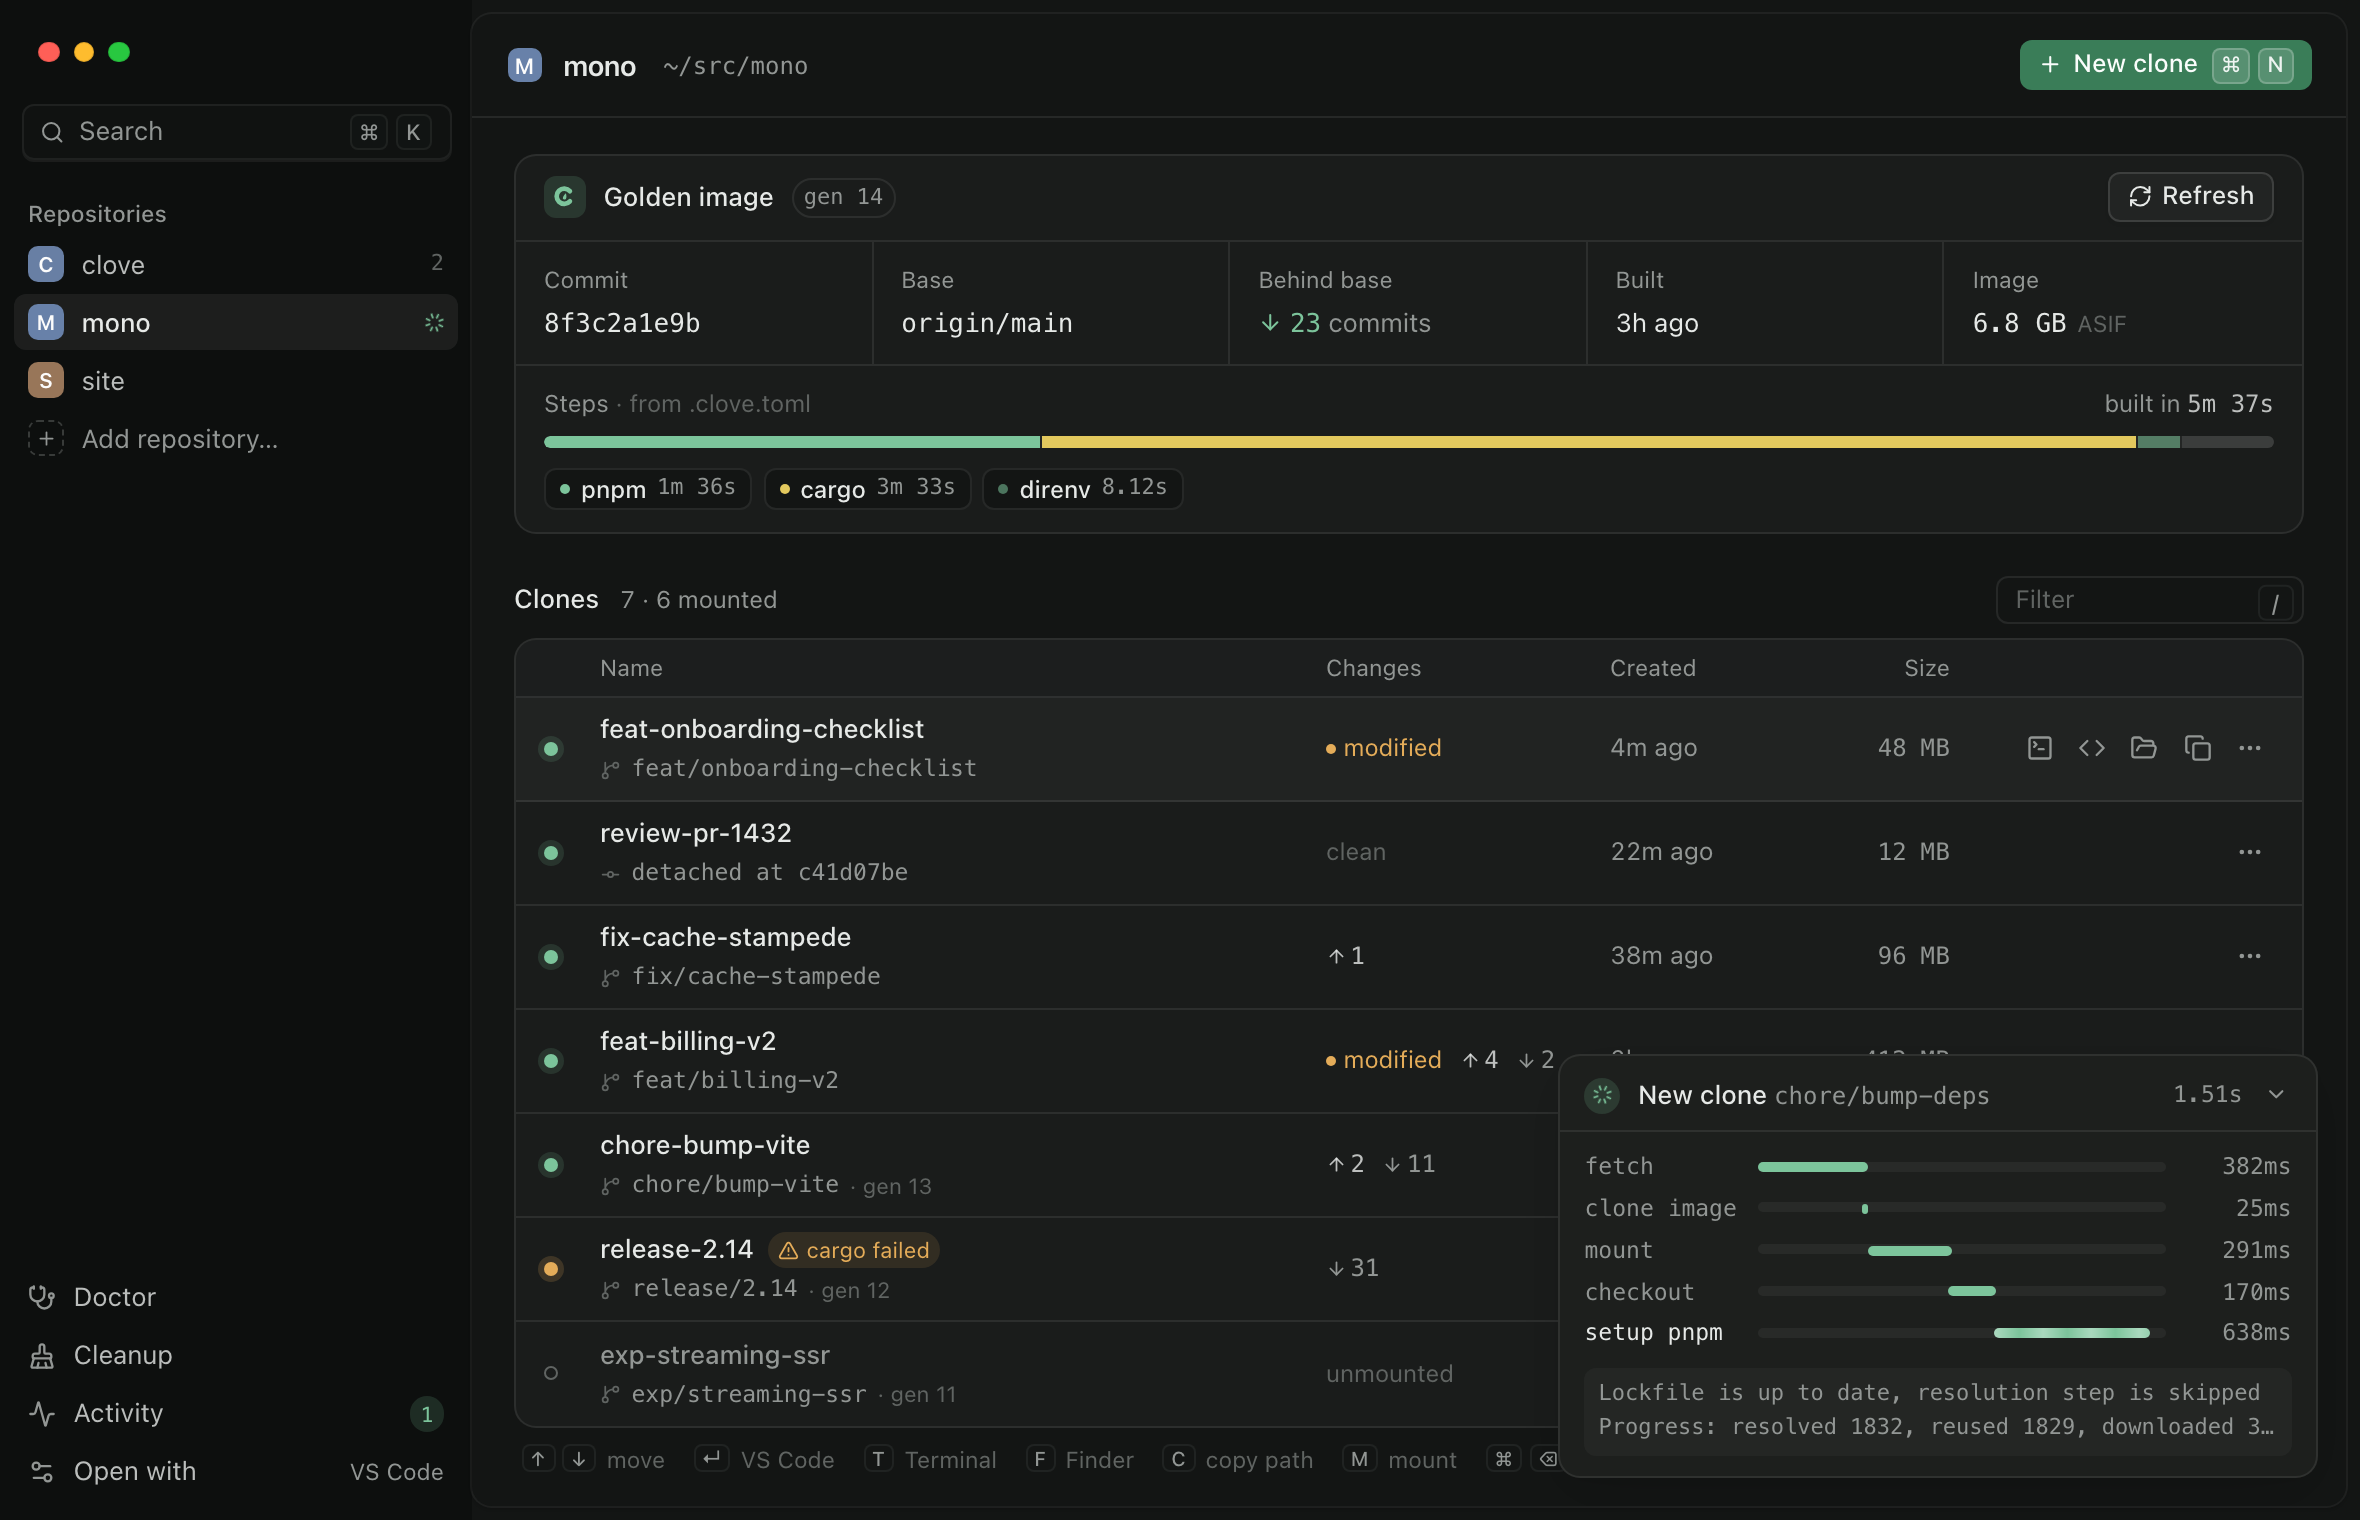 Search ⌘ K
Repositories
C clove 2
M mono
S site
Add repository...
Doctor
Cleanup
Activity 1
Open with VS Code
M mono ~/src/mono
New clone ⌘ N
Golden image gen 14
Refresh
Commit Base Behind base Built Image
8f3c2a1e9b origin/main ↓ 23 commits 3h ago 6.8 GB ASIF
Steps · from .clove.toml built in 5m 37s
pnpm 1m 36s cargo 3m 33s direnv 8.12s
Clones 7 · 6 mounted
Filter /
Name Changes Created Size
feat-onboarding-checklist
feat/onboarding-checklist
modified 4m ago 48 MB
review-pr-1432
detached at c41d07be
clean 22m ago 12 MB
fix-cache-stampede
fix/cache-stampede
↑ 1 38m ago 96 MB
feat-billing-v2
feat/billing-v2
modified ↑ 4 ↓ 2
chore-bump-vite
chore/bump-vite · gen 13
↑ 2 ↓ 11
release-2.14 cargo failed
release/2.14 · gen 12
↓ 31
exp-streaming-ssr
exp/streaming-ssr · gen 11
unmounted
↑ ↓ move ↵ VS Code T Terminal F Finder C copy path M mount ⌘ ⌫
New clone chore/bump-deps 1.51s
fetch 382ms
clone image 25ms
mount 291ms
checkout 170ms
setup pnpm 638ms
Lockfile is up to date, resolution step is skipped
Progress: resolved 1832, reused 1829, downloaded 3…